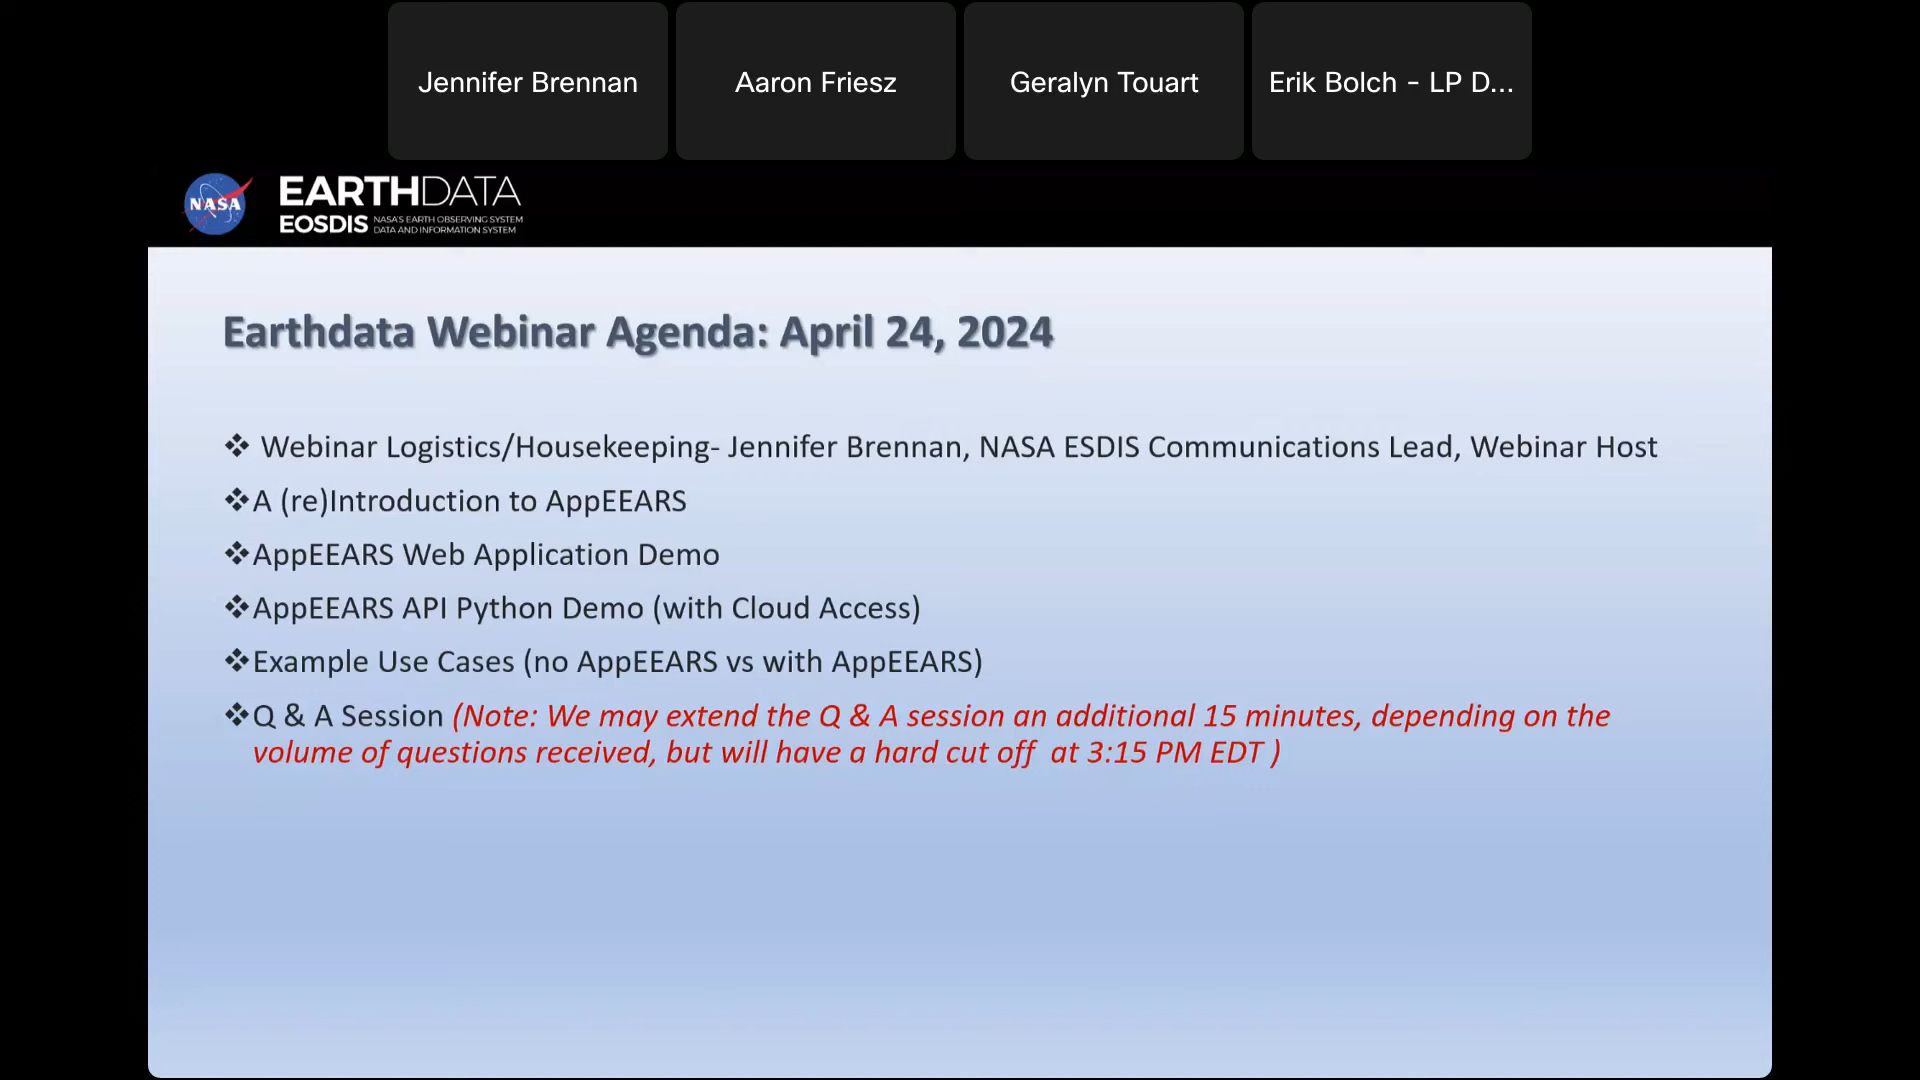 Jennifer Brennan
Aaron Friesz
Geralyn Touart
Erik Bolch - LP D...
NASA
EARTHDATA
EOSDIS NASA'S EARTH OBSERVING SYSTEM
DATA AND INFORMATION SYSTEM
Earthdata Webinar Agenda: April 24, 2024
❖ Webinar Logistics/Housekeeping- Jennifer Brennan, NASA ESDIS Communications Lead, Webinar Host
❖A (re)Introduction to AppEEARS
❖AppEEARS Web Application Demo
❖AppEEARS API Python Demo (with Cloud Access)
❖Example Use Cases (no AppEEARS vs with AppEEARS)
❖Q & A Session (Note: We may extend the Q & A session an additional 15 minutes, depending on the
volume of questions received, but will have a hard cut off  at 3:15 PM EDT )